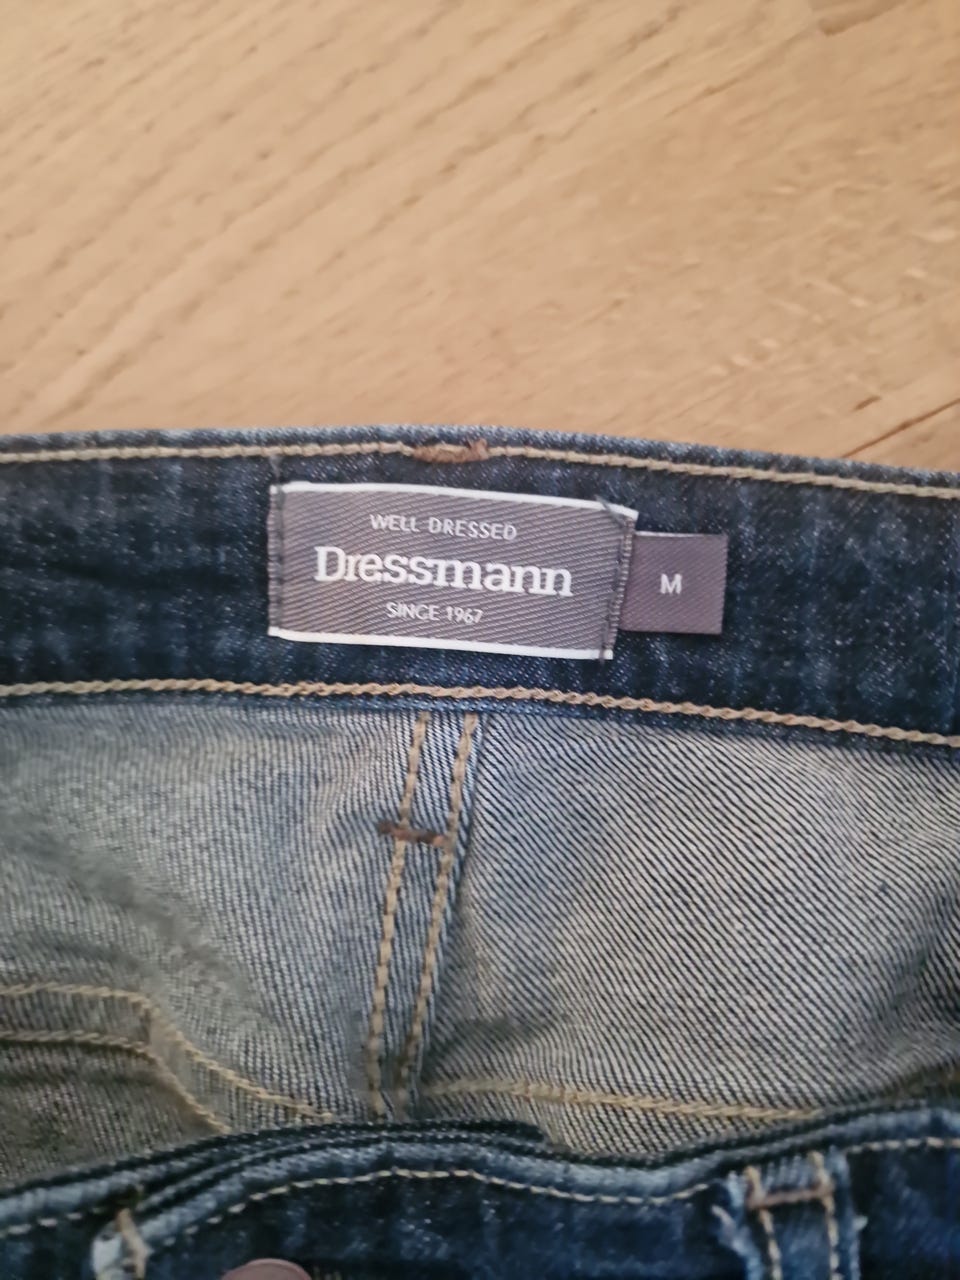 WELL DRESSED
Dressmann
SINCE 1967
M